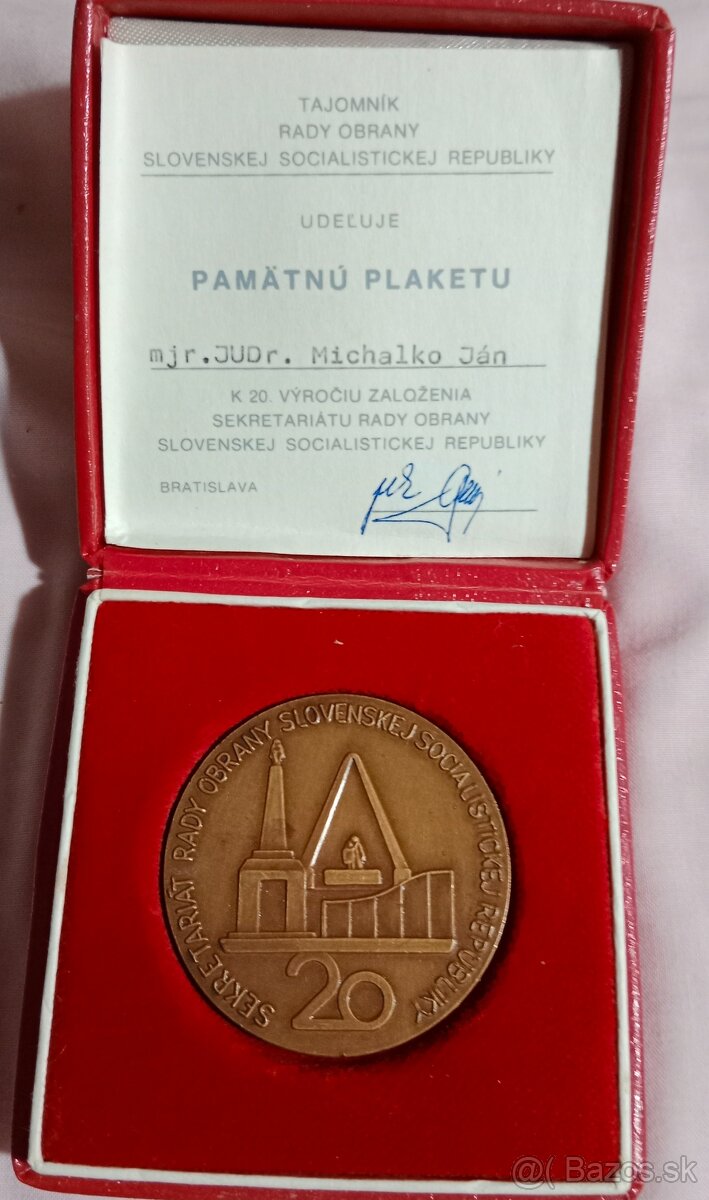 TAJOMNÍK
RADY OBRANY
SLOVENSKEJ SOCIALISTICKEJ REPUBLIKY
UDEĽUJE
PAMÄTNÚ PLAKETU
mjr.JUDr. Michalko Ján
K 20. VÝROČIU ZALOŽENIA
SEKRETARIÁTU RADY OBRANY
SLOVENSKEJ SOCIALISTICKEJ REPUBLIKY
BRATISLAVA
SEKRETARIÁT RADY OBRANY SLOVENSKEJ SOCIALISTICKEJ REPUBLIKY
20
@( Bazos.sk